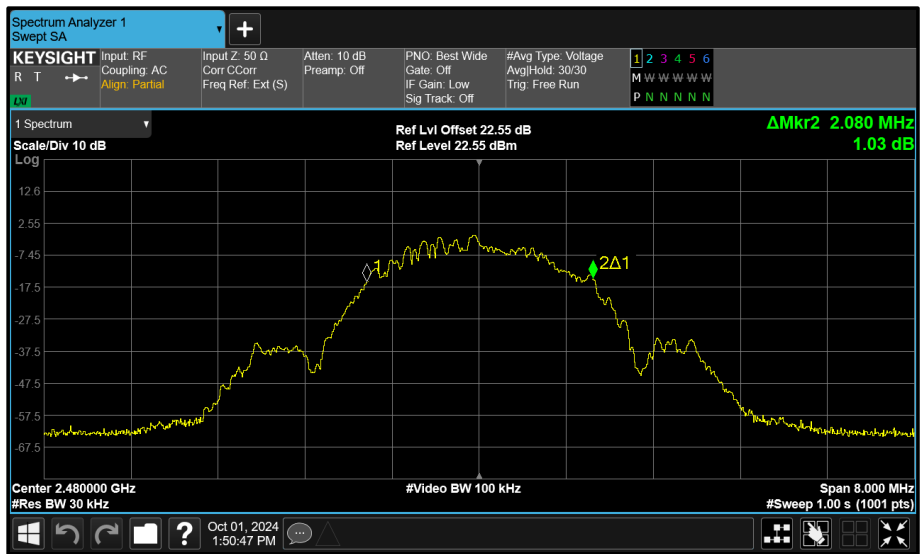 Spectrum Analyzer 1
Swept SA
+
KEYSIGHT
R T
LXI
Input: RF
Coupling: AC
Align: Partial
Input Z: 50 Ω
Corr CCorr
Freq Ref: Ext (S)
Atten: 10 dB
Preamp: Off
PNO: Best Wide
Gate: Off
IF Gain: Low
Sig Track: Off
#Avg Type: Voltage
Avg|Hold: 30/30
Trig: Free Run
1 2 3 4 5 6
M W W W W W
P N N N N N
1 Spectrum
Scale/Div 10 dB
Ref Lvl Offset 22.55 dB
Ref Level 22.55 dBm
ΔMkr2 2.080 MHz
1.03 dB
Log
12.6
2.55
-7.45
-17.5
-27.5
-37.5
-47.5
-57.5
-67.5
1
2Δ1
Center 2.480000 GHz
#Res BW 30 kHz
#Video BW 100 kHz
Span 8.000 MHz
#Sweep 1.00 s (1001 pts)
?
Oct 01, 2024
1:50:47 PM